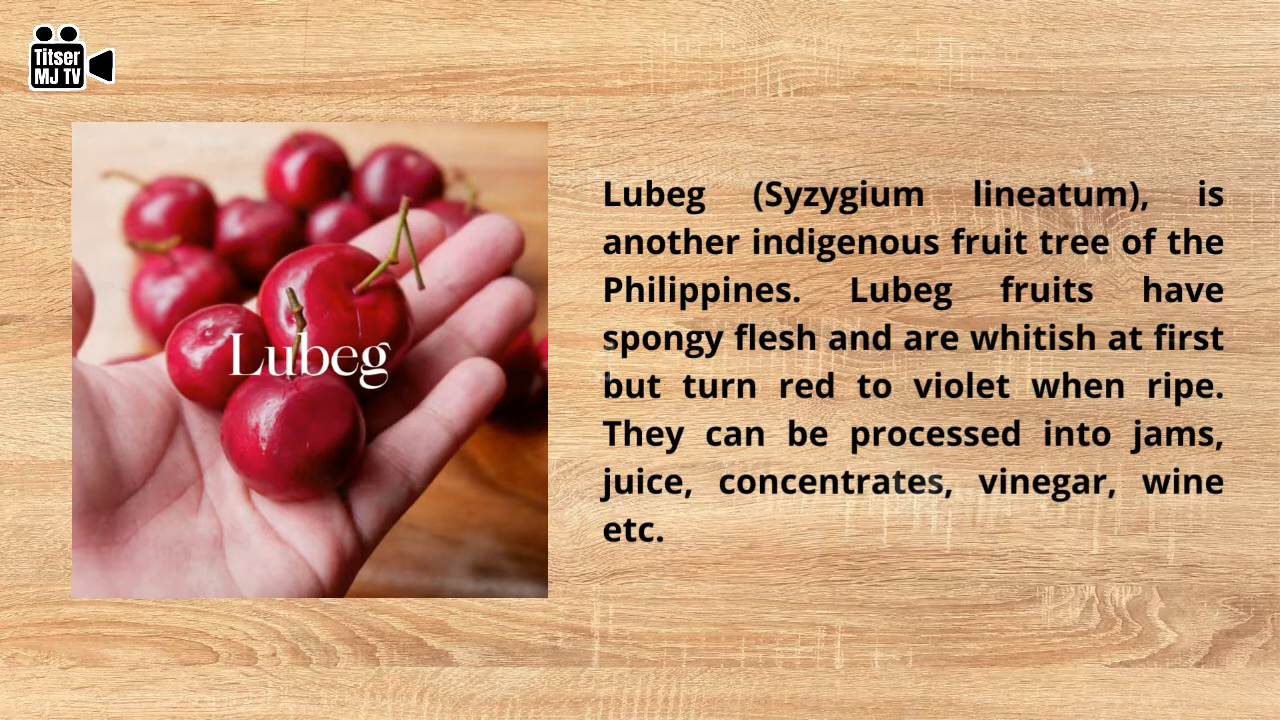 Titser
MJ TV
Lubeg
Lubeg (Syzygium lineatum), is
another indigenous fruit tree of the
Philippines. Lubeg fruits have
spongy flesh and are whitish at first
but turn red to violet when ripe.
They can be processed into jams,
juice, concentrates, vinegar, wine
etc.